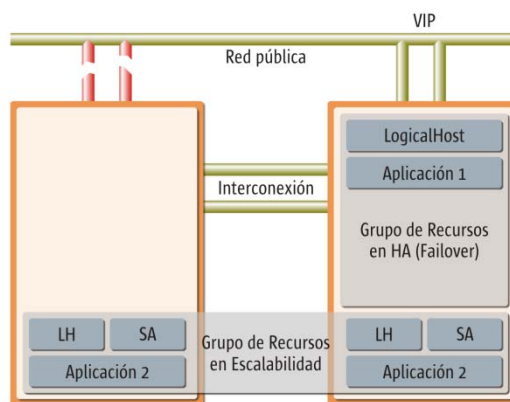 VIP
Red pública
LogicalHost
Aplicación 1
Interconexión
Grupo de Recursos
en HA (Failover)
LH
SA
Aplicación 2
Grupo de Recursos
en Escalabilidad
LH
SA
Aplicación 2